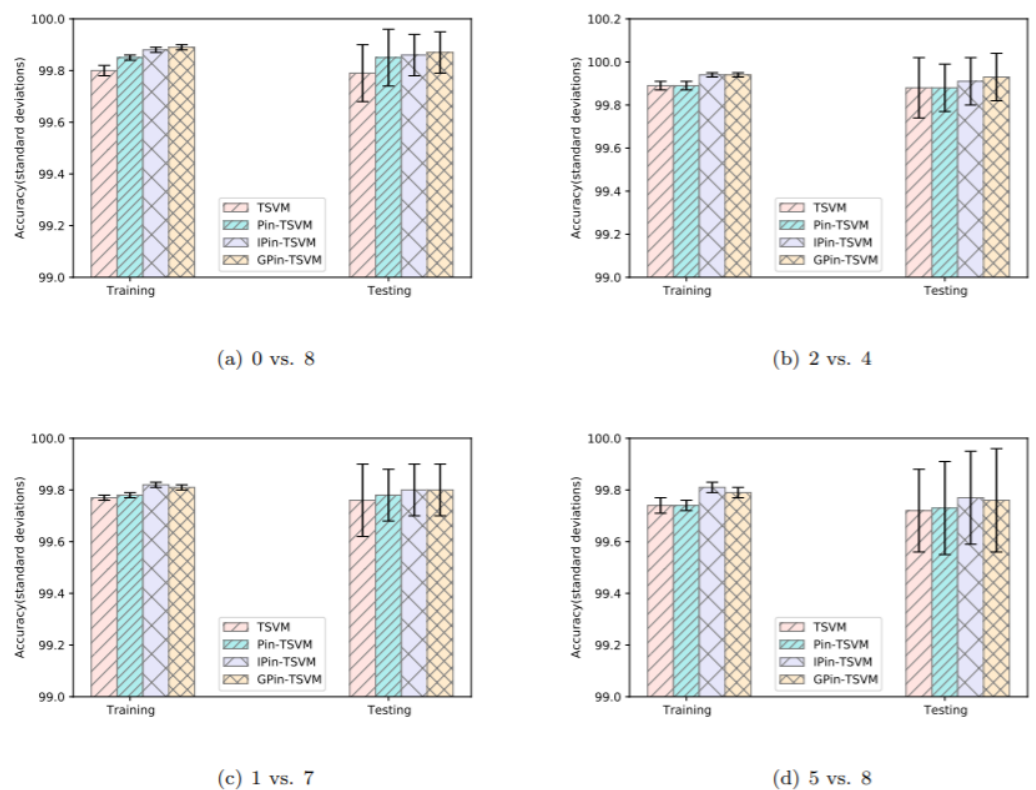 100.0
99.8
99.6
99.4
99.2
99.0
Accuracy(standard deviations)
TSVM
Pin-TSVM
IPin-TSVM
GPin-TSVM
Training
Testing
(a) 0 vs. 8
100.2
100.0
99.8
99.6
99.4
99.2
99.0
Accuracy(standard deviations)
TSVM
Pin-TSVM
IPin-TSVM
GPin-TSVM
Training
Testing
(b) 2 vs. 4
100.0
99.8
99.6
99.4
99.2
99.0
Accuracy(standard deviations)
TSVM
Pin-TSVM
IPin-TSVM
GPin-TSVM
Training
Testing
(c) 1 vs. 7
100.0
99.8
99.6
99.4
99.2
99.0
Accuracy(standard deviations)
TSVM
Pin-TSVM
IPin-TSVM
GPin-TSVM
Training
Testing
(d) 5 vs. 8